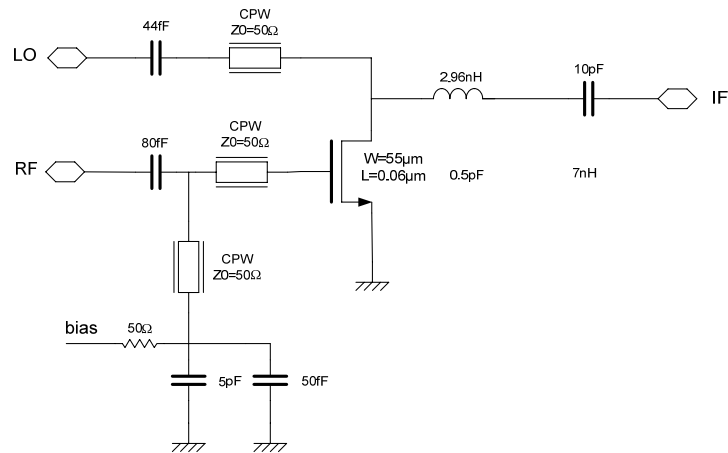 44fF
CPW
Z0=50Ω
LO
2.96nH
10pF
IF
80fF
CPW
Z0=50Ω
RF
W=55µm
L=0.06µm
0.5pF
7nH
CPW
Z0=50Ω
bias
50Ω
5pF
50fF